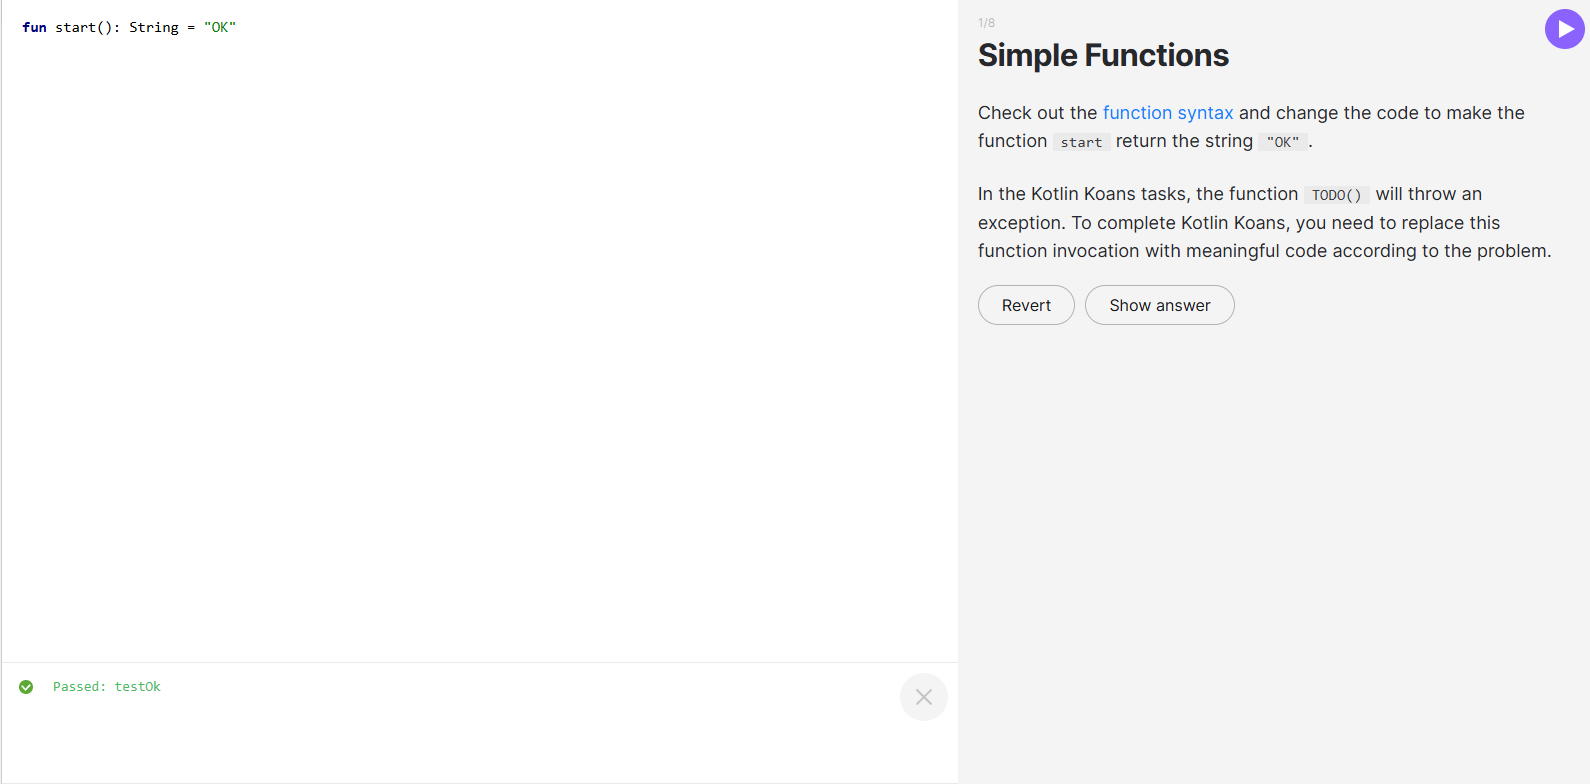 fun start(): String = "OK"
1/8
Simple Functions
Check out the function syntax and change the code to make the
function start return the string "OK" .
In the Kotlin Koans tasks, the function TODO() will throw an
exception. To complete Kotlin Koans, you need to replace this
function invocation with meaningful code according to the problem.
Revert Show answer
Passed: testOk